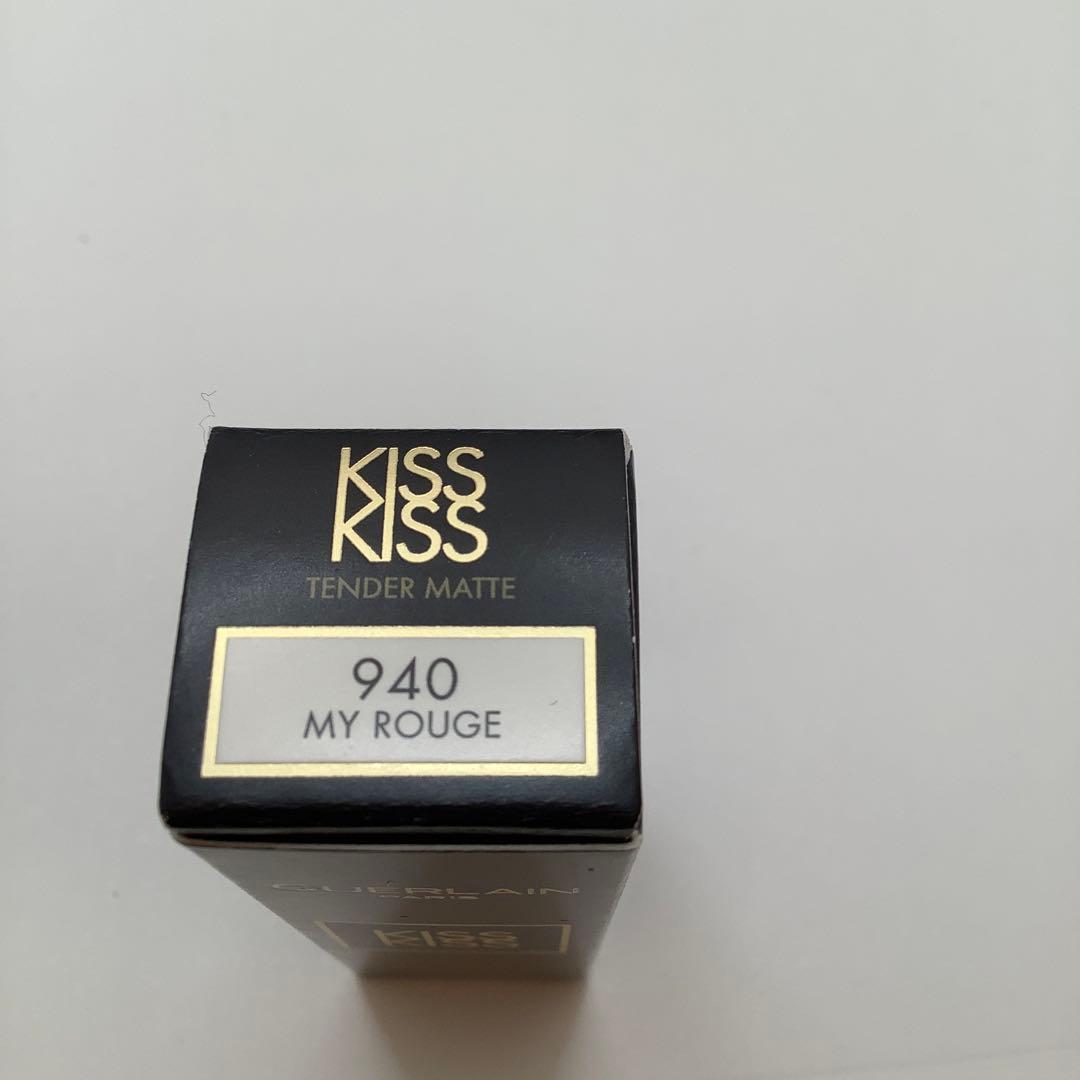 KISS
KISS
TENDER MATTE
940
MY ROUGE
GUERLAIN
PARIS
KISS
KISS